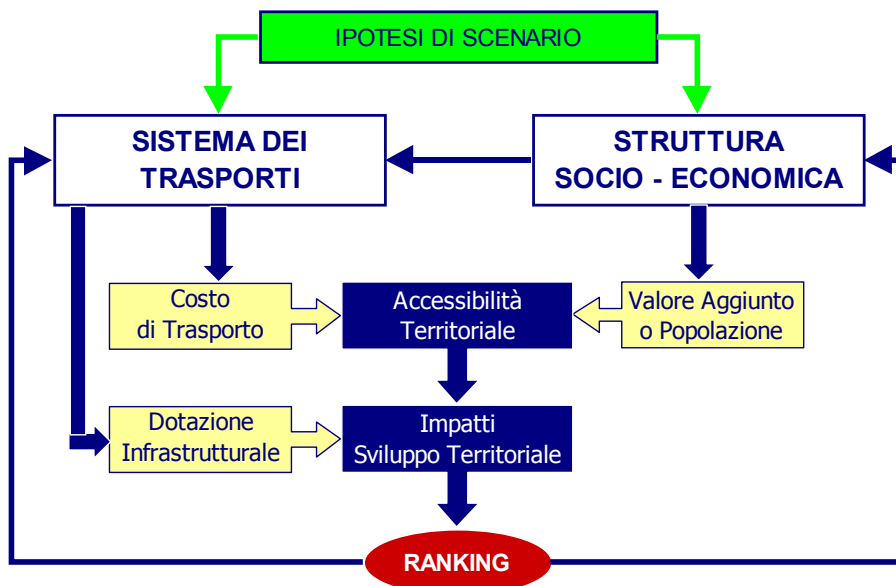 IPOTESI DI SCENARIO
SISTEMA DEI
TRASPORTI
STRUTTURA
SOCIO - ECONOMICA
Costo
di Trasporto
Accessibilità
Territoriale
Valore Aggiunto
o Popolazione
Dotazione
Infrastrutturale
Impatti
Sviluppo Territoriale
RANKING